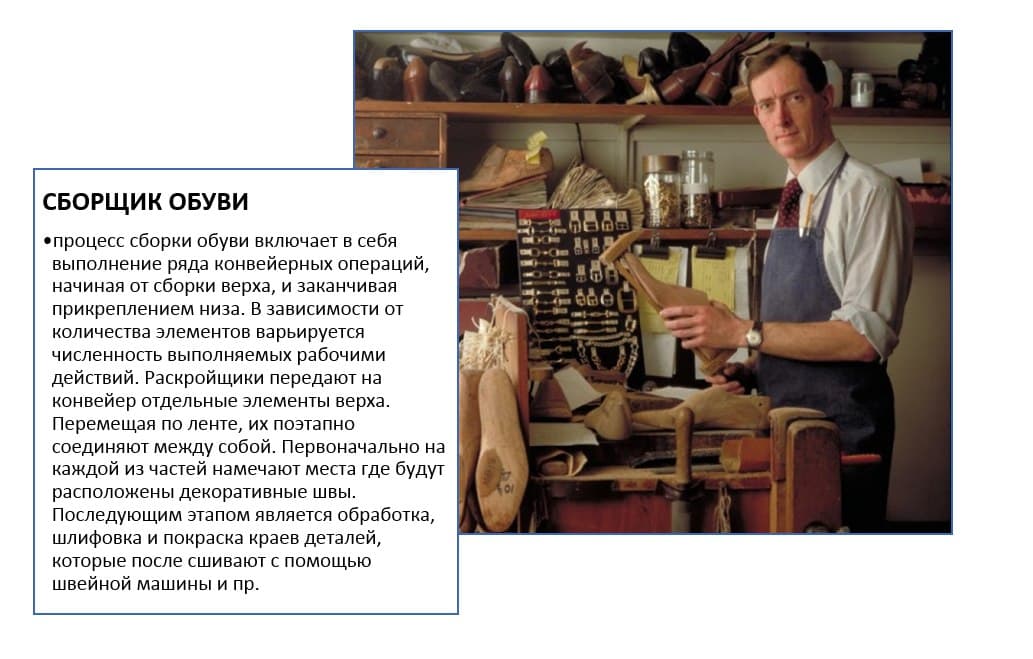 СБОРЩИК ОБУВИ
•процесс сборки обуви включает в себя
выполнение ряда конвейерных операций,
начиная от сборки верха, и заканчивая
прикреплением низа. В зависимости от
количества элементов варьируется
численность выполняемых рабочими
действий. Раскройщики передают на
конвейер отдельные элементы верха.
Перемещая по ленте, их поэтапно
соединяют между собой. Первоначально на
каждой из частей намечают места где будут
расположены декоративные швы.
Последующим этапом является обработка,
шлифовка и покраска краев деталей,
которые после сшивают с помощью
швейной машины и пр.